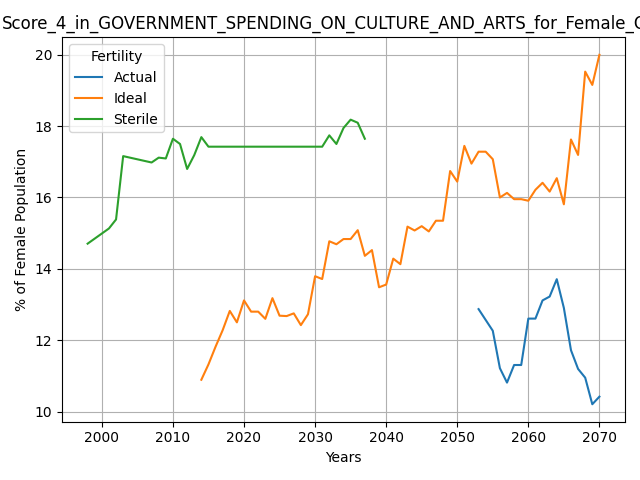 Score_4_in_GOVERNMENT_SPENDING_ON_CULTURE_AND_ARTS_for_Female_
Fertility
Actual
Ideal
Sterile
% of Female Population
20
18
16
14
12
10
2000 2010 2020 2030 2040 2050 2060 2070
Years